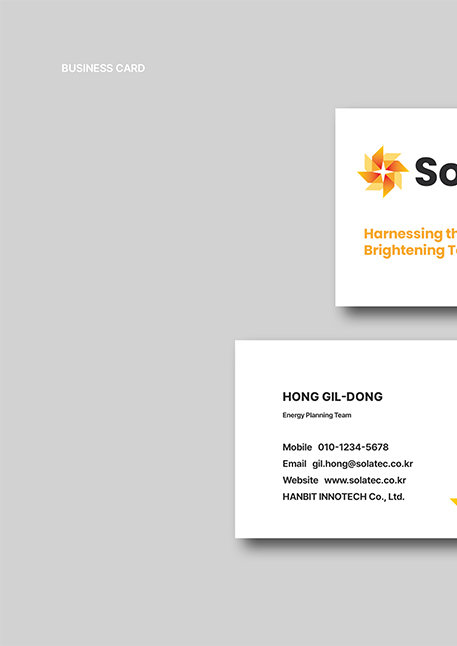 BUSINESS CARD
So
Harnessing th
Brightening T
HONG GIL-DONG
Energy Planning Team
Mobile 010-1234-5678
Email gil.hong@solatec.co.kr
Website www.solatec.co.kr
HANBIT INNOTECH Co., Ltd.